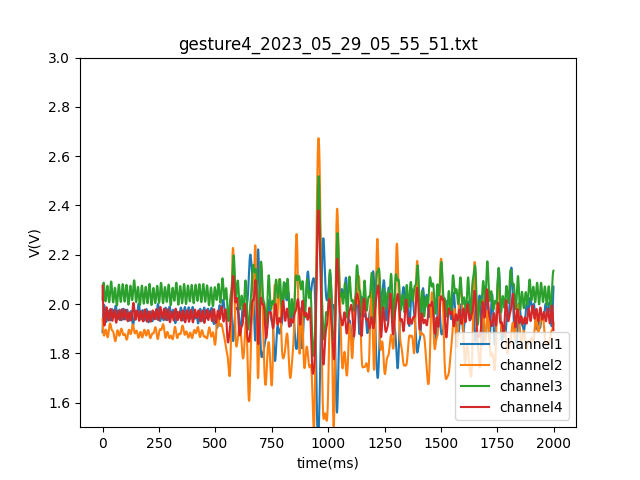 gesture4_2023_05_29_05_55_51.txt
3.0
2.8
2.6
2.4
2.2
2.0
1.8
1.6
V(V)
channel1
channel2
channel3
channel4
0 250 500 750 1000 1250 1500 1750 2000
time(ms)